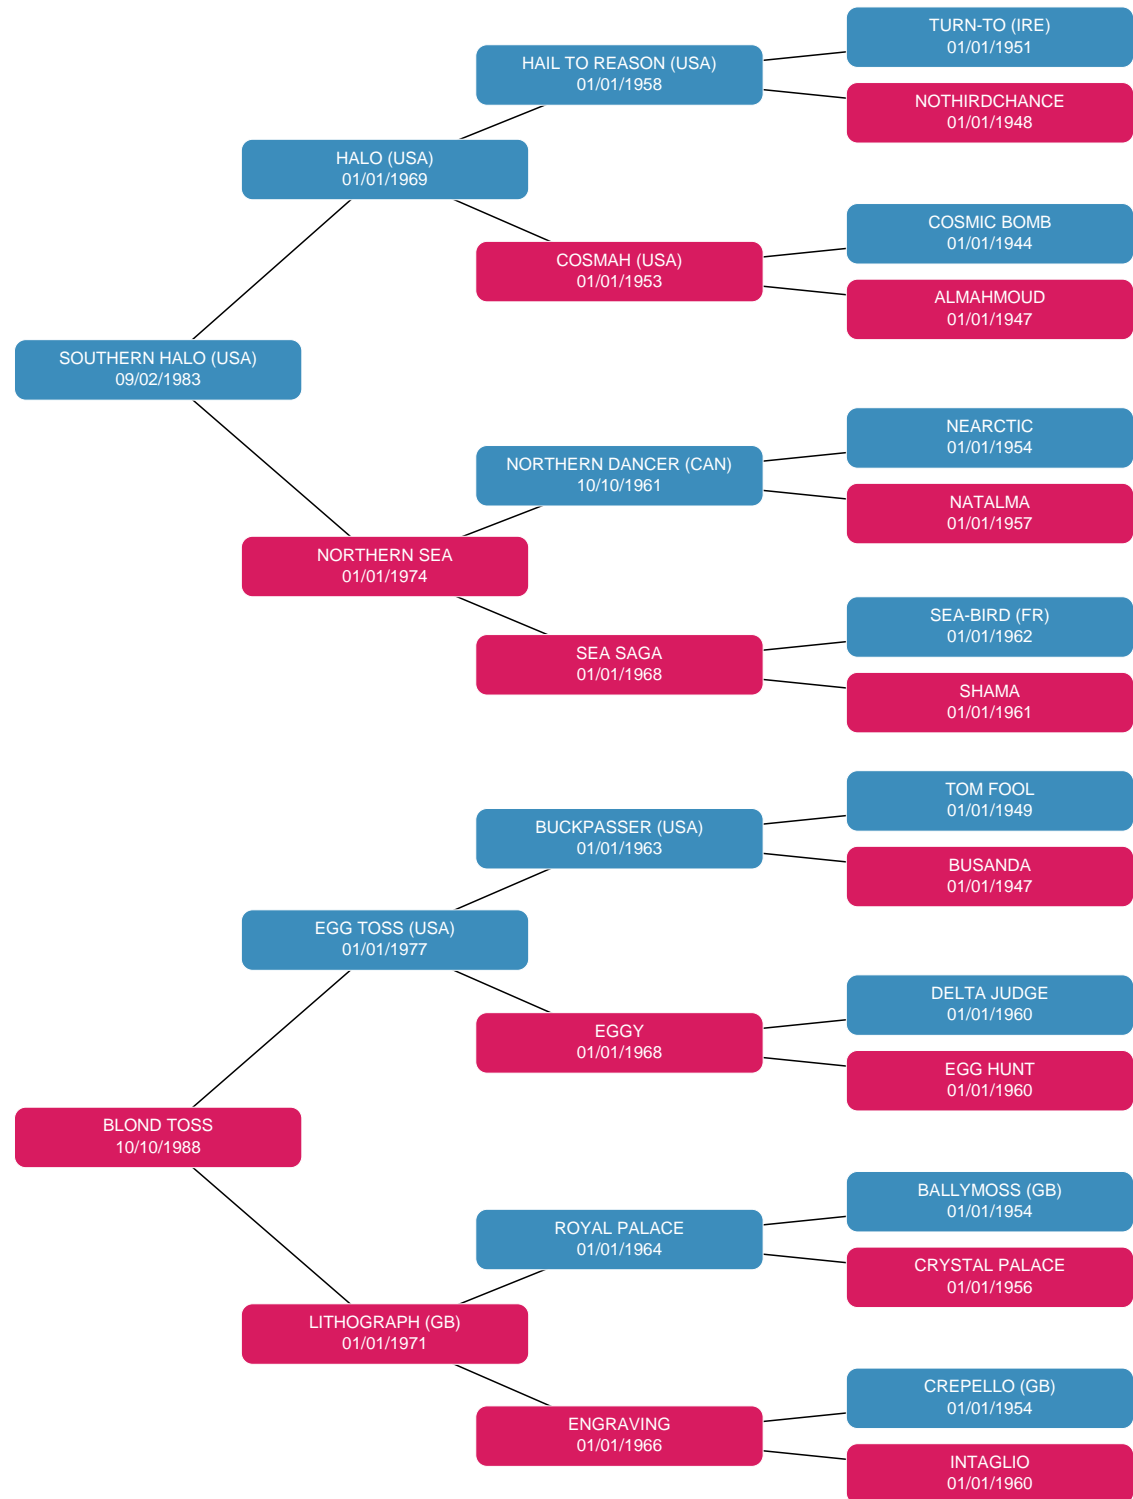 TURN-TO (IRE)
01/01/1951
HAIL TO REASON (USA)
01/01/1958
NOTHIRDCHANCE
01/01/1948
HALO (USA)
01/01/1969
COSMIC BOMB
01/01/1944
COSMAH (USA)
01/01/1953
ALMAHMOUD
01/01/1947
SOUTHERN HALO (USA)
09/02/1983
NEARCTIC
01/01/1954
NORTHERN DANCER (CAN)
10/10/1961
NATALMA
01/01/1957
NORTHERN SEA
01/01/1974
SEA-BIRD (FR)
01/01/1962
SEA SAGA
01/01/1968
SHAMA
01/01/1961
TOM FOOL
01/01/1949
BUCKPASSER (USA)
01/01/1963
BUSANDA
01/01/1947
EGG TOSS (USA)
01/01/1977
DELTA JUDGE
01/01/1960
EGGY
01/01/1968
EGG HUNT
01/01/1960
BLOND TOSS
10/10/1988
BALLYMOSS (GB)
01/01/1954
ROYAL PALACE
01/01/1964
CRYSTAL PALACE
01/01/1956
LITHOGRAPH (GB)
01/01/1971
CREPELLO (GB)
01/01/1954
ENGRAVING
01/01/1966
INTAGLIO
01/01/1960